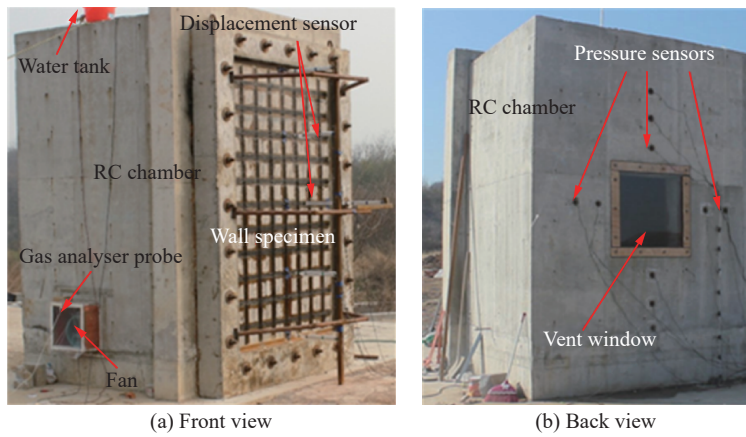 Displacement sensor
Water tank
RC chamber
Wall specimen
Gas analyser probe
Fan
(a) Front view
Pressure sensors
RC chamber
Vent window
(b) Back view